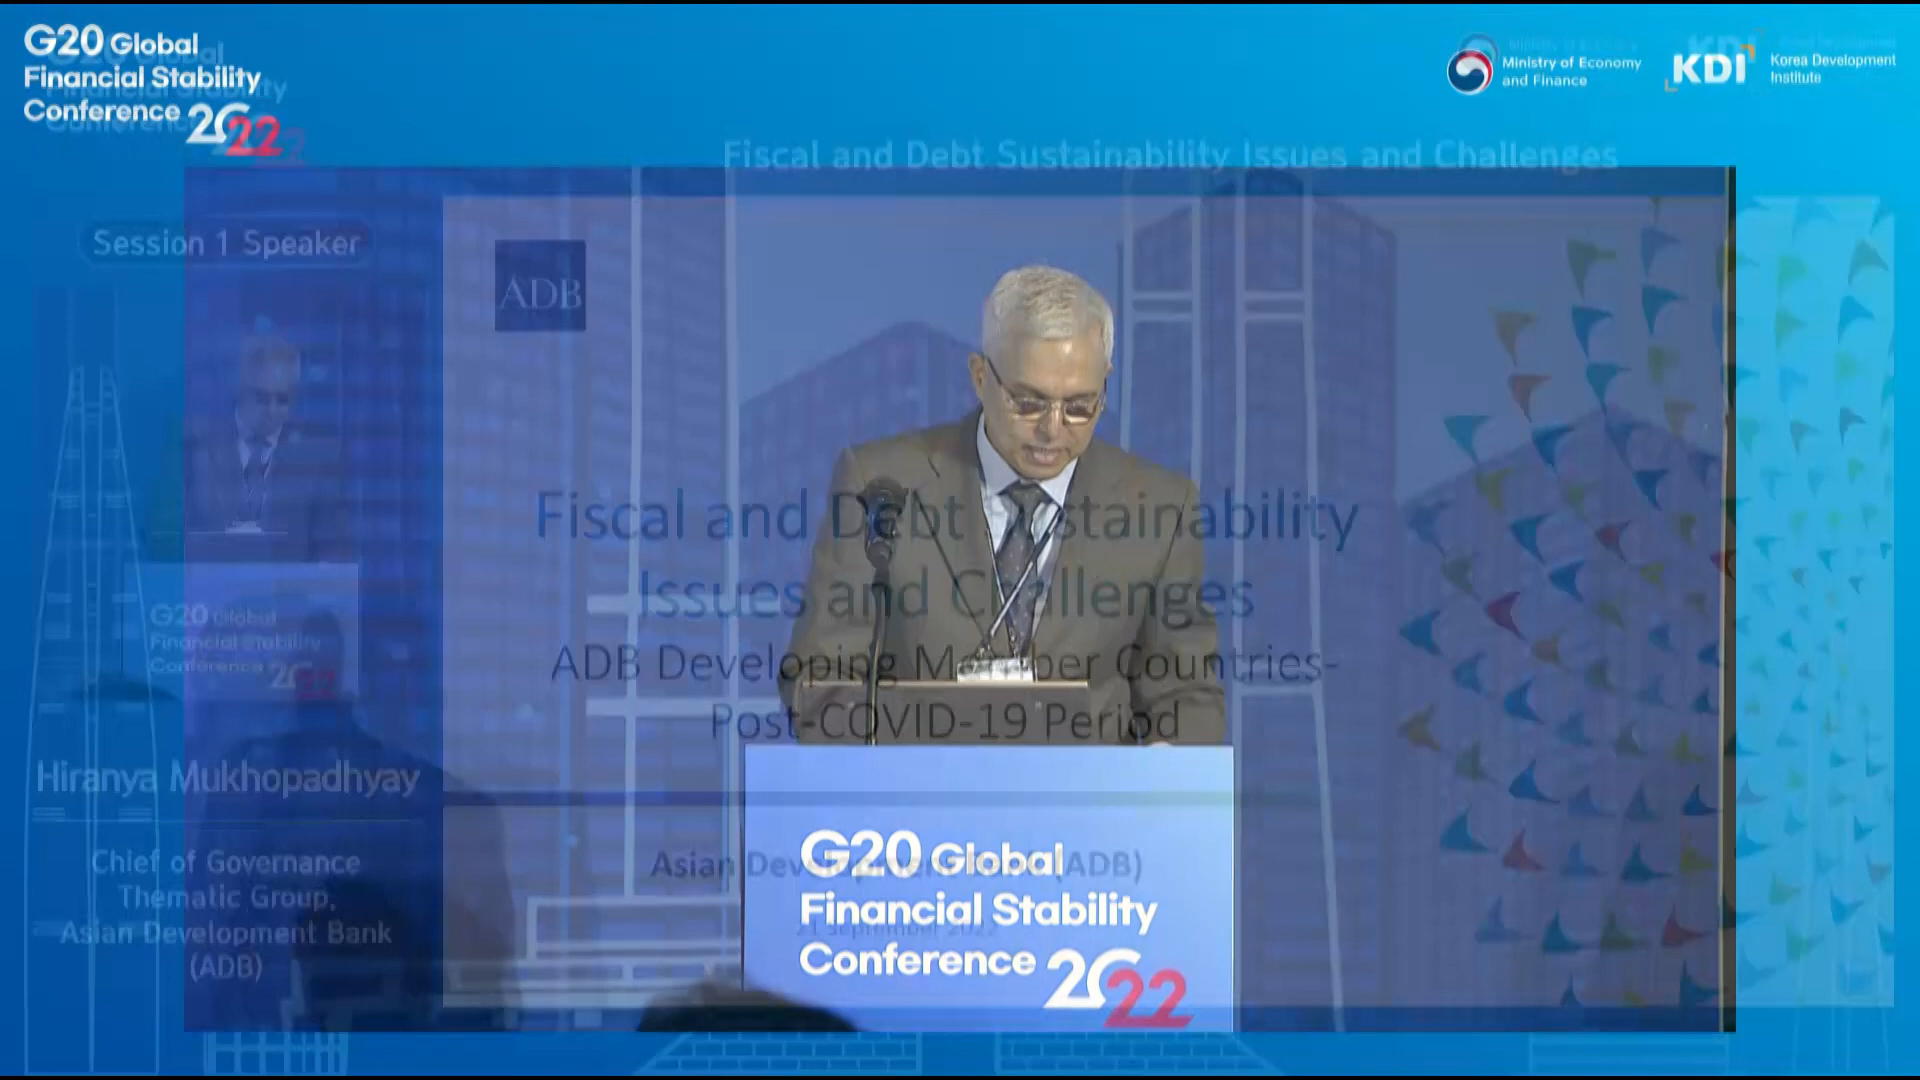 G20 Global
Financial Stability
Conference 2022
Ministry of Economy
and Finance
KDI
Korea Development
Institute
Fiscal and Debt Sustainability Issues and Challenges
Session 1 Speaker
ADB
Fiscal and Debt Sustainability
Issues and Challenges
ADB Developing Member Countries-
Post-COVID-19 Period
Asian Development Bank (ADB)
21 September 2022
G20 Global
Financial Stability
Conference 2022
Hiranya Mukhopadhyay
Chief of Governance
Thematic Group,
Asian Development Bank
(ADB)
G20 Global
Financial Stability
Conference 2022